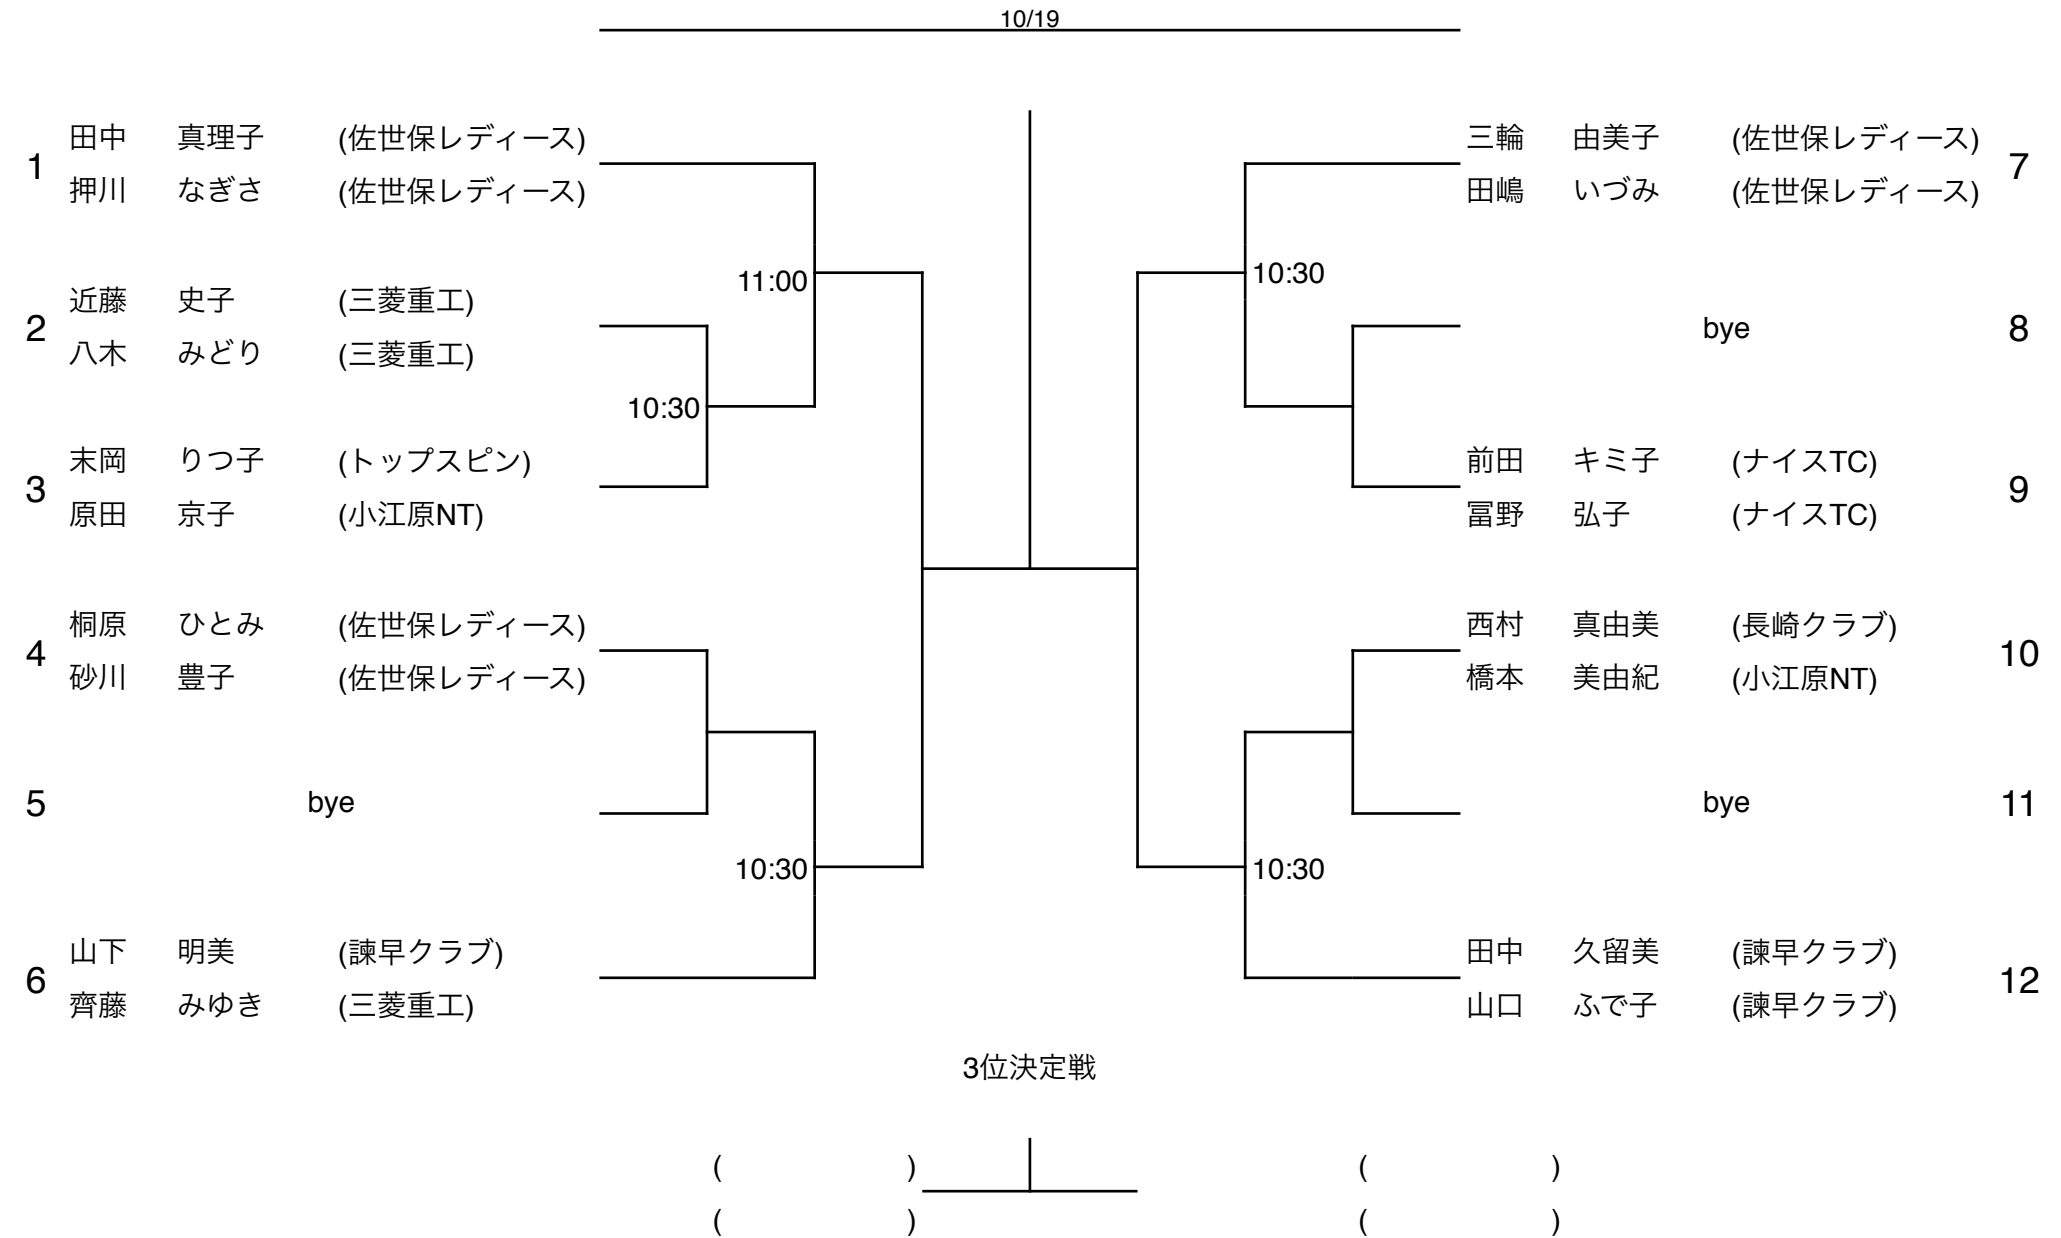 10/19
1 田中 真理子 (佐世保レディース)
押川 なぎさ (佐世保レディース)
2 近藤 史子 (三菱重工)
八木 みどり (三菱重工)
3 末岡 りつ子 (トップスピン)
原田 京子 (小江原NT)
4 桐原 ひとみ (佐世保レディース)
砂川 豊子 (佐世保レディース)
5 bye
6 山下 明美 (諫早クラブ)
齊藤 みゆき (三菱重工)
11:00
10:30
10:30
10:30
10:30
三輪 由美子 (佐世保レディース) 7
田嶋 いづみ (佐世保レディース)
bye 8
前田 キミ子 (ナイスTC) 9
冨野 弘子 (ナイスTC)
西村 真由美 (長崎クラブ) 10
橋本 美由紀 (小江原NT)
bye 11
田中 久留美 (諫早クラブ) 12
山口 ふで子 (諫早クラブ)
3位決定戦
( ) ( )
( ) ( )